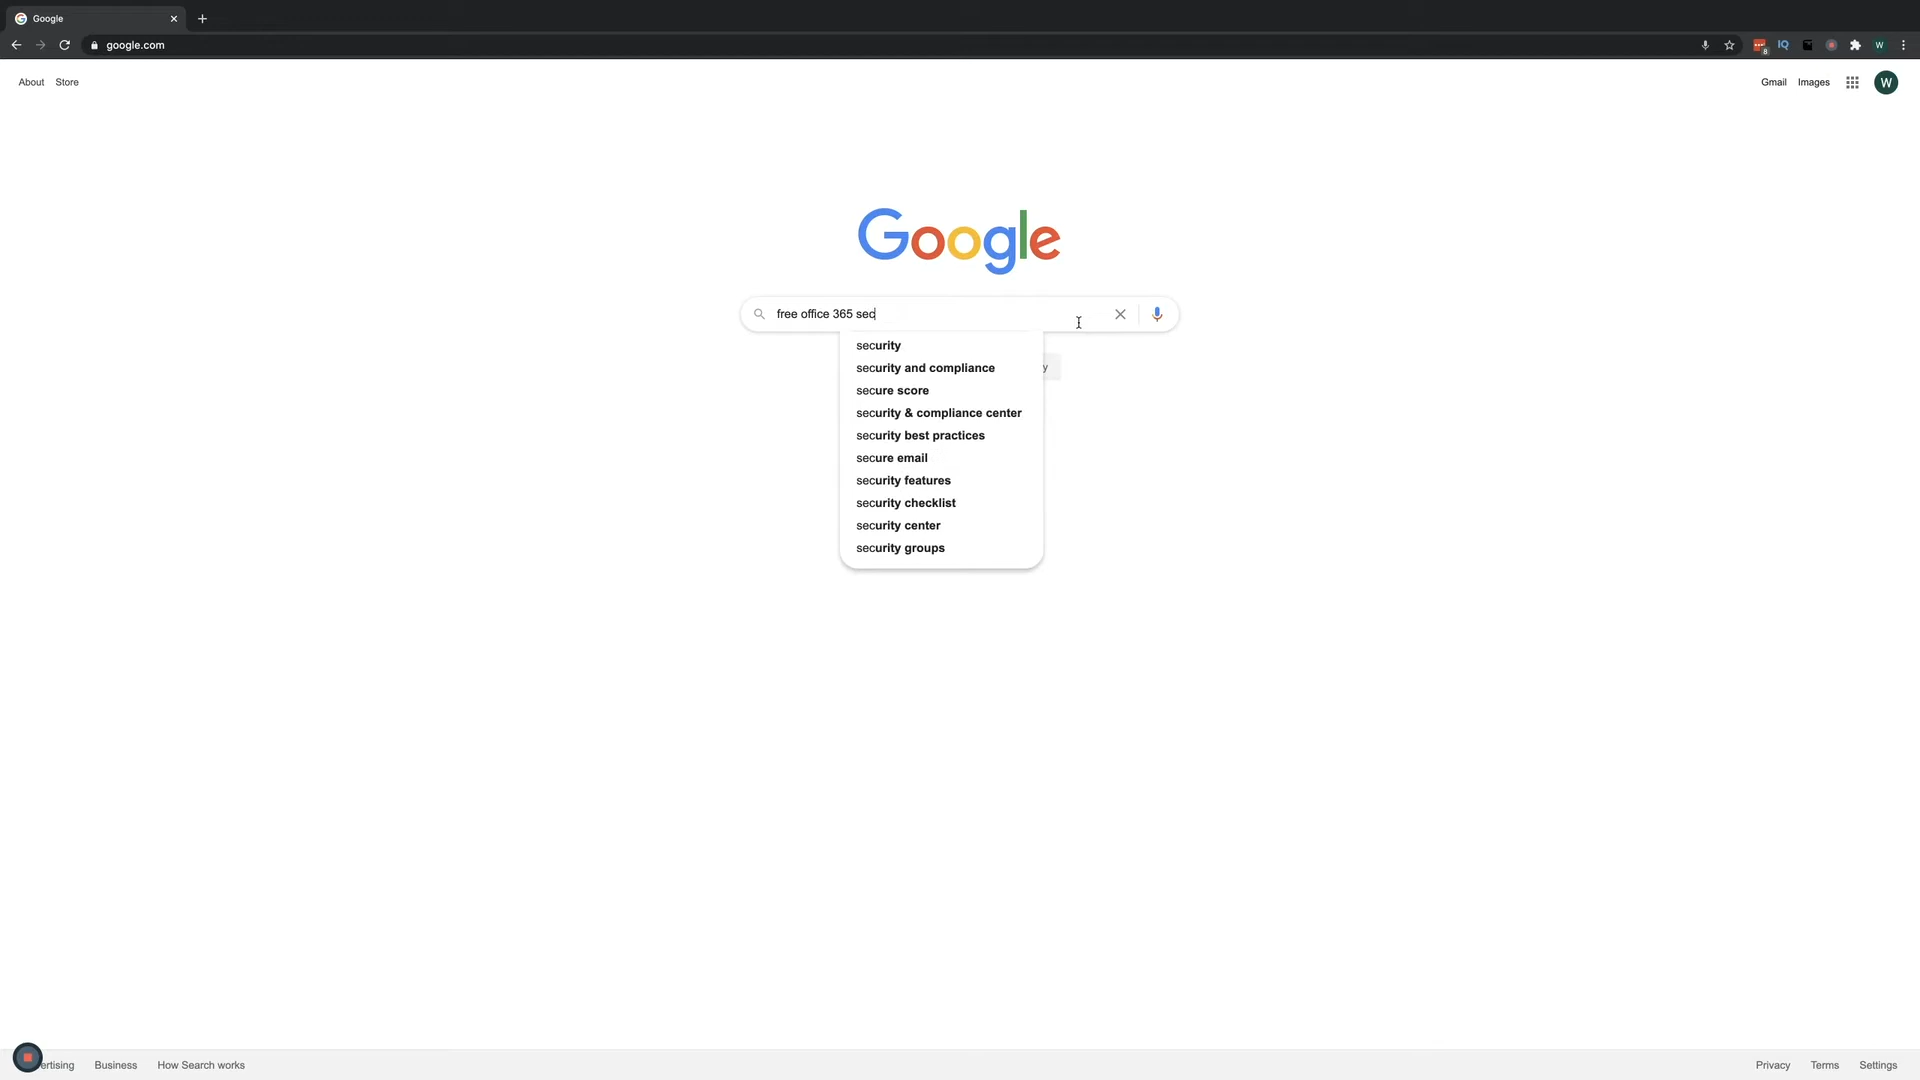 Google
google.com
8
IQ
W
About Store
Gmail Images
W
Google
free office 365 sec
security
security and compliance
y
secure score
security & compliance center
security best practices
secure email
security features
security checklist
security center
security groups
ertising Business How Search works
Privacy Terms Settings